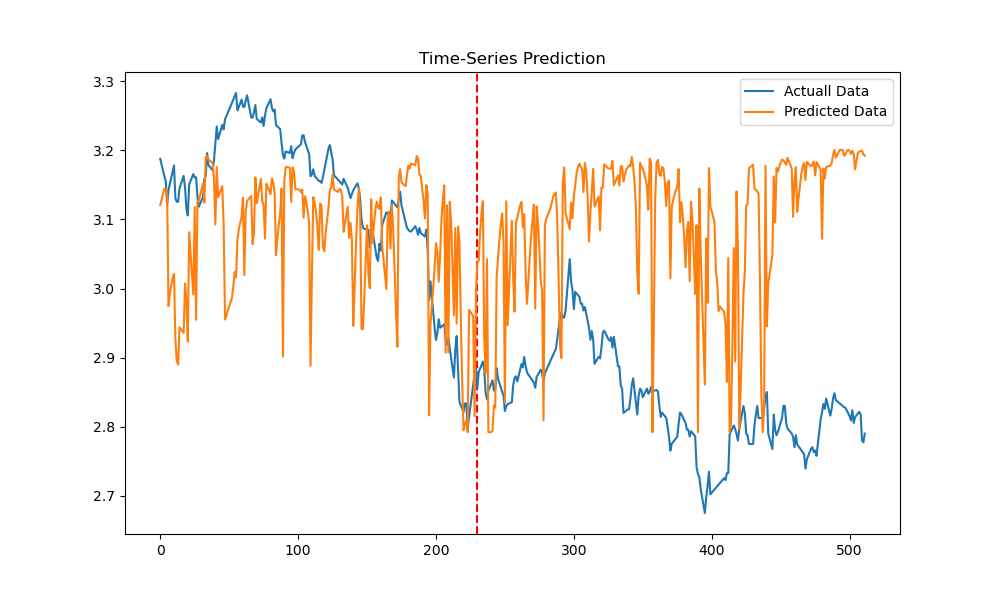 Time-Series Prediction
Actuall Data
Predicted Data
3.3
3.2
3.1
3.0
2.9
2.8
2.7
0 100 200 300 400 500